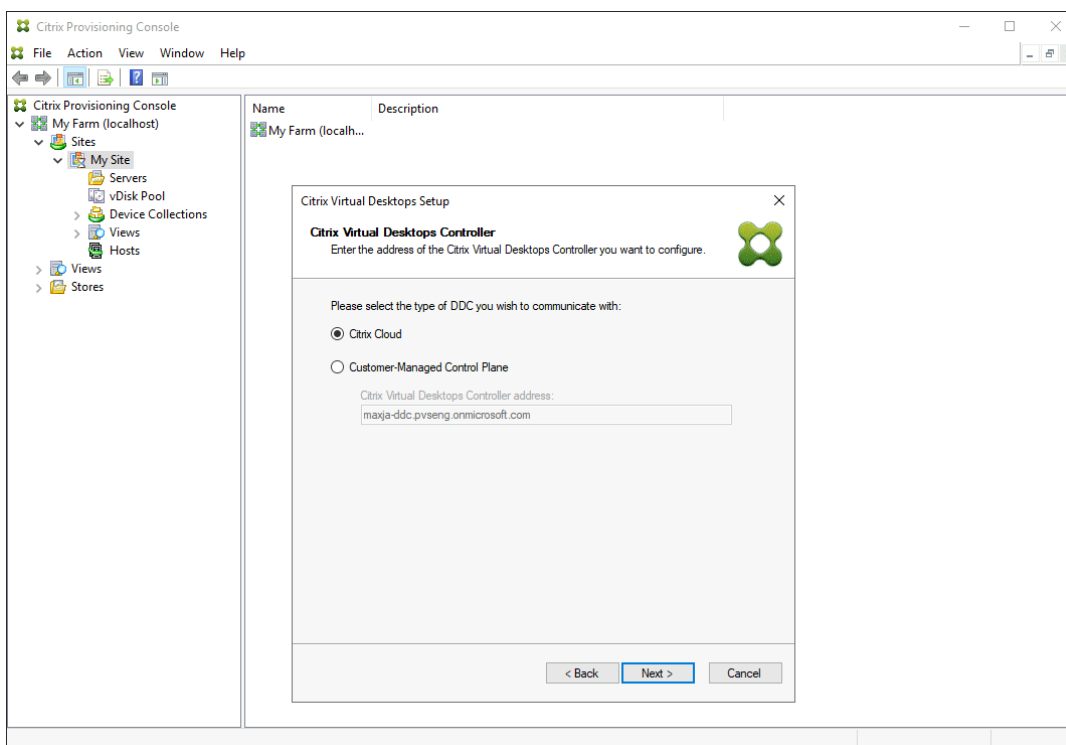 Citrix Provisioning Console
File Action View Window Help
Citrix Provisioning Console
My Farm (localhost)
Sites
My Site
Servers
vDisk Pool
Device Collections
Views
Hosts
Views
Stores
Name Description
My Farm (localh...
Citrix Virtual Desktops Setup
Citrix Virtual Desktops Controller
Enter the address of the Citrix Virtual Desktops Controller you want to configure.
Please select the type of DDC you wish to communicate with:
Citrix Cloud
Customer-Managed Control Plane
Citrix Virtual Desktops Controller address:
maxja-ddc.pvseng.onmicrosoft.com
< Back Next > Cancel